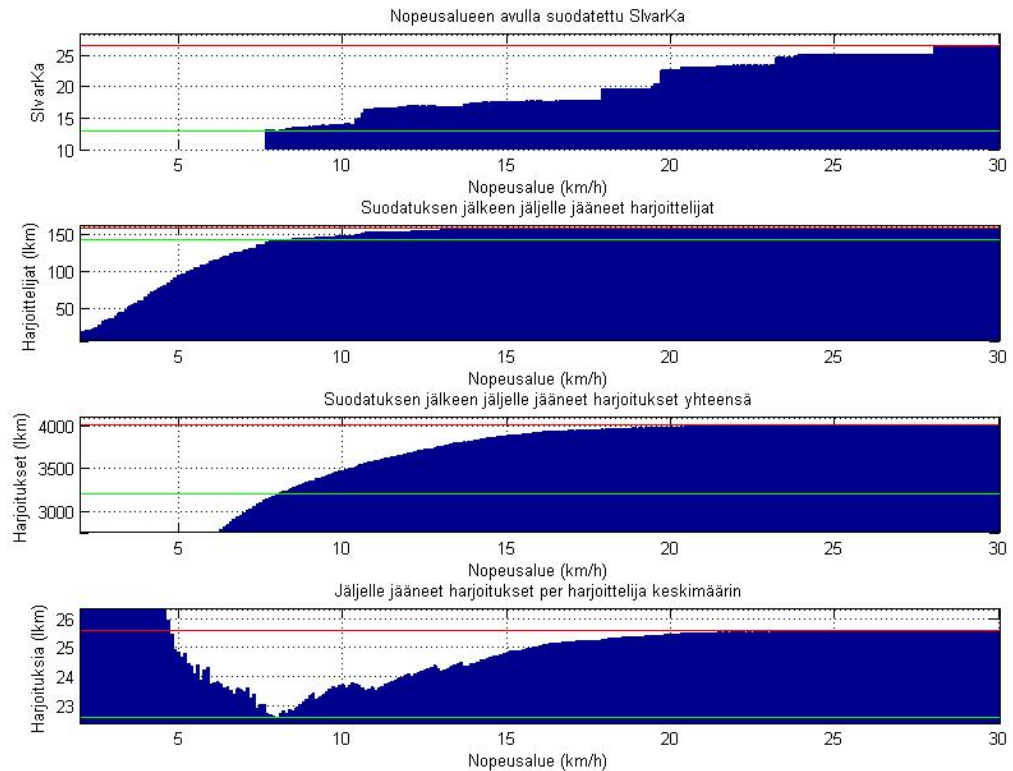 Nopeusalueen avulla suodatettu SIvarKa
SIvarKa
25
20
15
10
5 10 15 20 25 30
Nopeusalue (km/h)
Suodatuksen jälkeen jäljelle jääneet harjoittelijat
Harjoittelijat (lkm)
150
100
50
5 10 15 20 25 30
Nopeusalue (km/h)
Suodatuksen jälkeen jäljelle jääneet harjoitukset yhteensä
Harjoitukset (lkm)
4000
3500
3000
5 10 15 20 25 30
Nopeusalue (km/h)
Jäljelle jääneet harjoitukset per harjoittelija keskimäärin
Harjoituksia (lkm)
26
25
24
23
5 10 15 20 25 30
Nopeusalue (km/h)